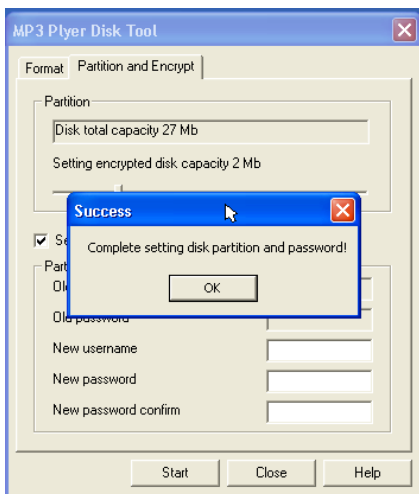 MP3 Plyer Disk Tool
Format Partition and Encrypt
Partition
Disk total capacity 27 Mb
Setting encrypted disk capacity 2 Mb
Success
Complete setting disk partition and password!
OK
Old password
New username
New password
New password confirm
Start Close Help